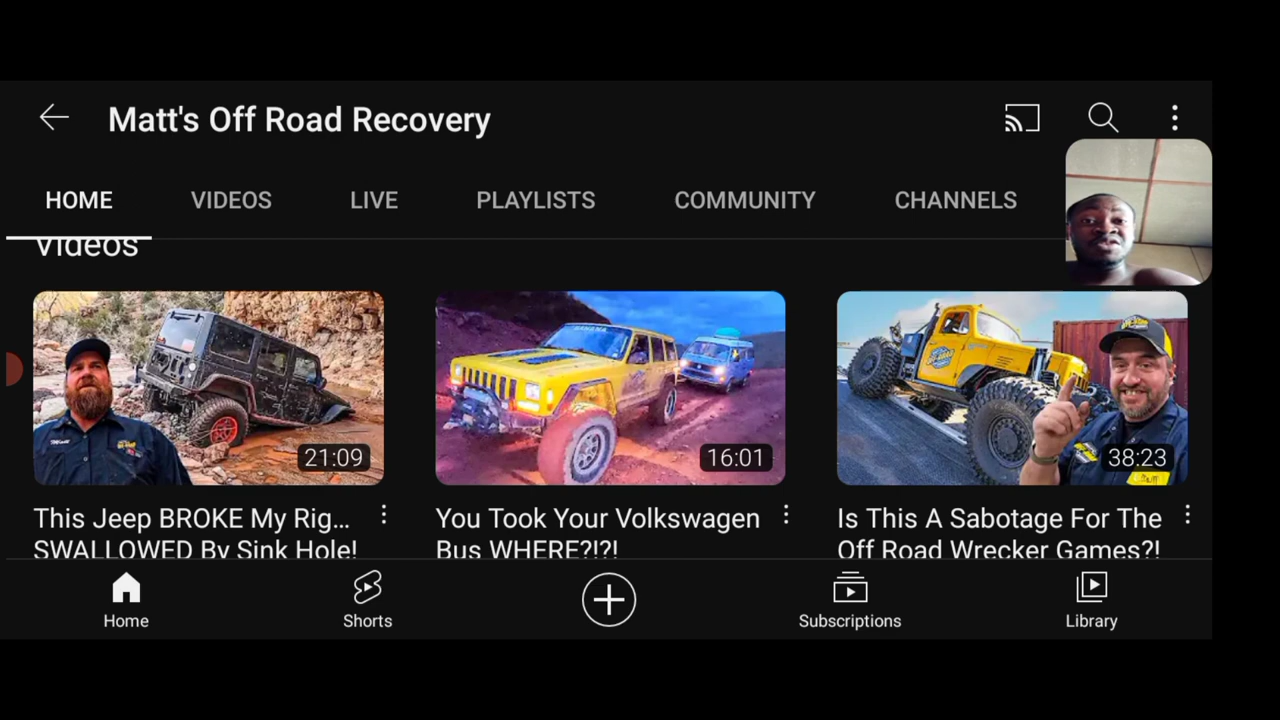 Matt's Off Road Recovery
HOME VIDEOS LIVE PLAYLISTS COMMUNITY CHANNELS
Videos
BANANA
21:09
16:01
38:23
This Jeep BROKE My Rig...
SWALLOWED By Sink Hole!
You Took Your Volkswagen
Bus WHERE?!?!
Is This A Sabotage For The
Off Road Wrecker Games?!
Home Shorts Subscriptions Library